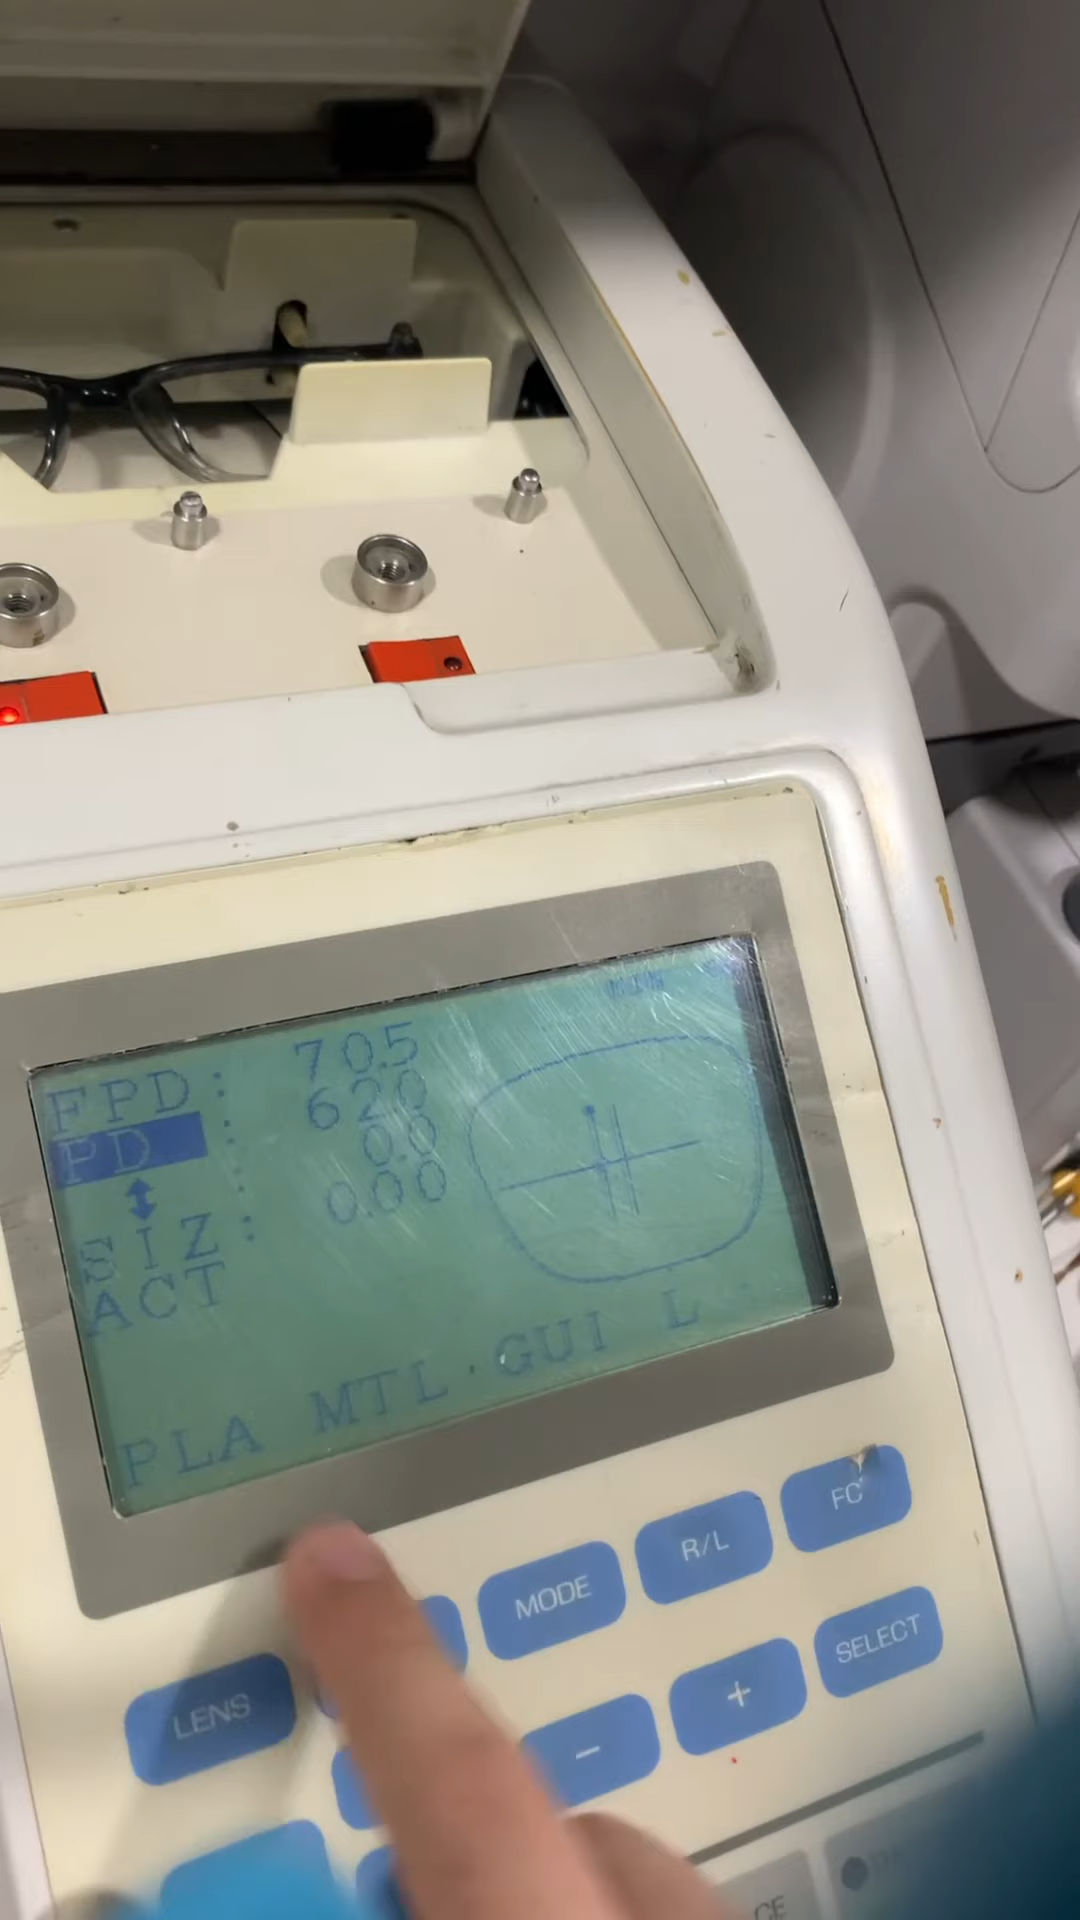 FPD: 70.5
PD : 62.0
: 0.0
SIZ: 0.00
ACT
PLA MTL GUI L
MODE R/L FC
LENS - + SELECT
CE